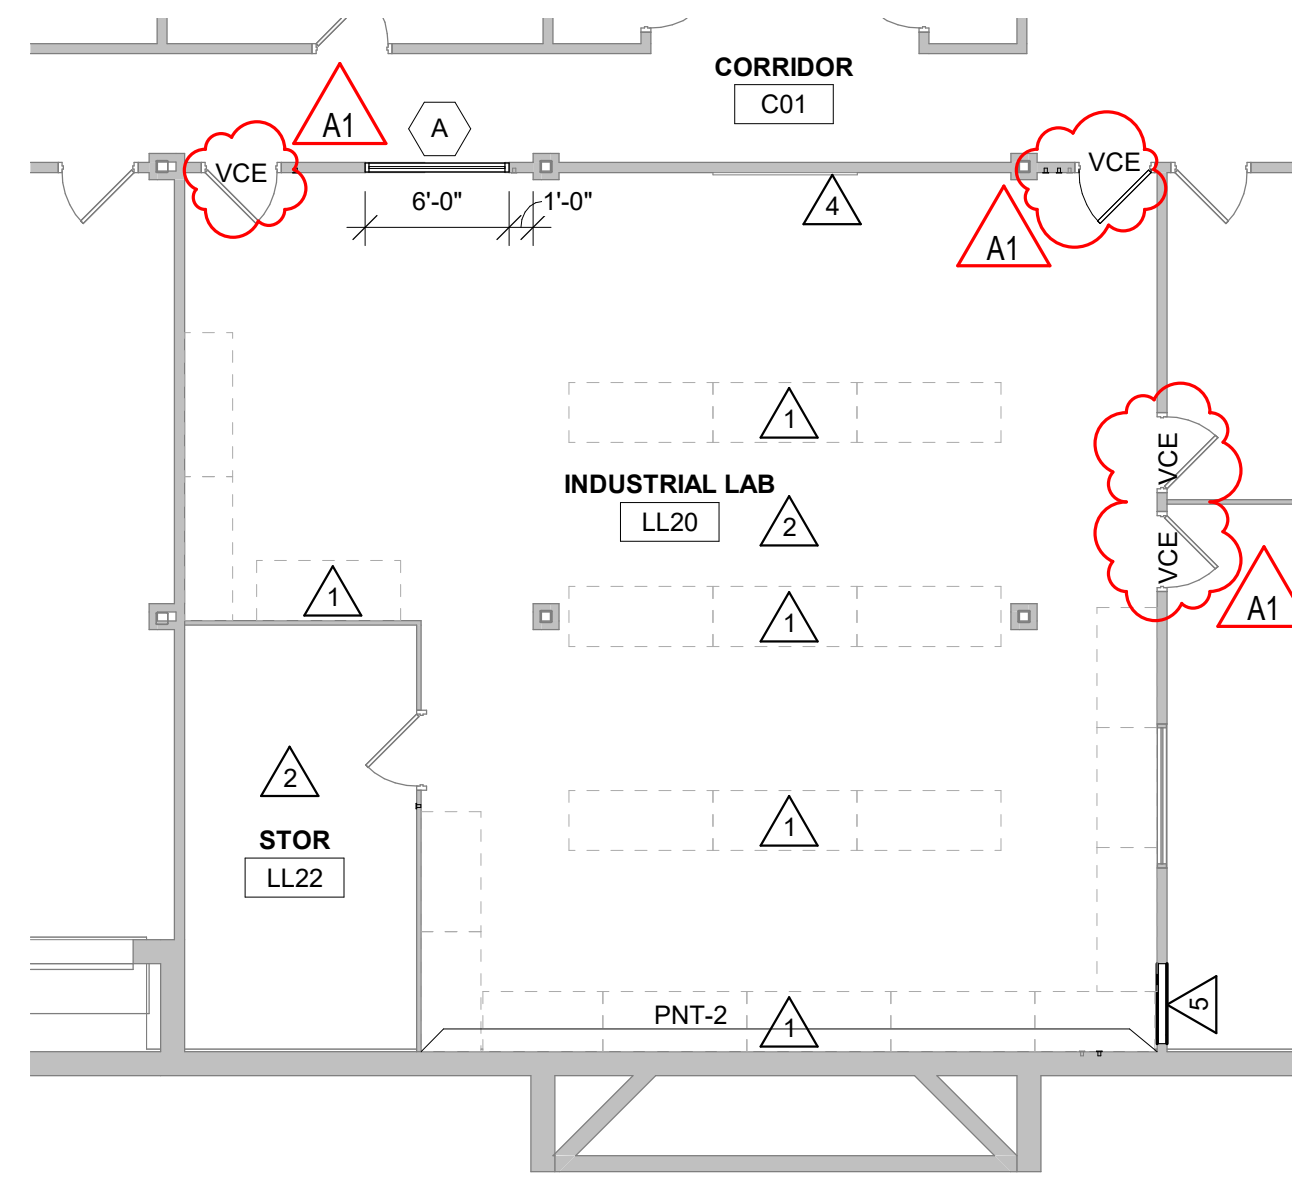 CORRIDOR
C01
A1
A
VCE
VCE
6'-0"
1'-0"
4
A1
1
VCE
INDUSTRIAL LAB
LL20
2
VCE
1
1
A1
2
STOR
LL22
1
PNT-2
1
5